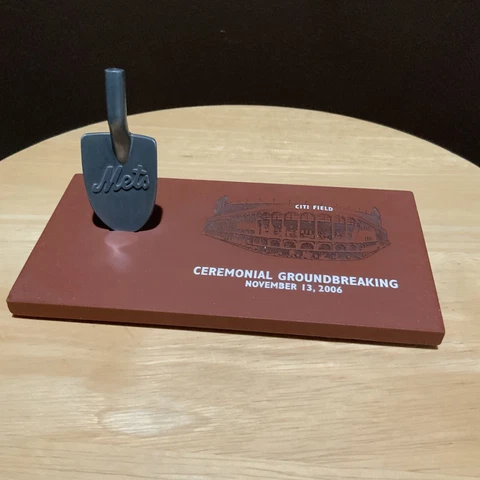 Mets
CITI FIELD
CEREMONIAL GROUNDBREAKING
NOVEMBER 13, 2006